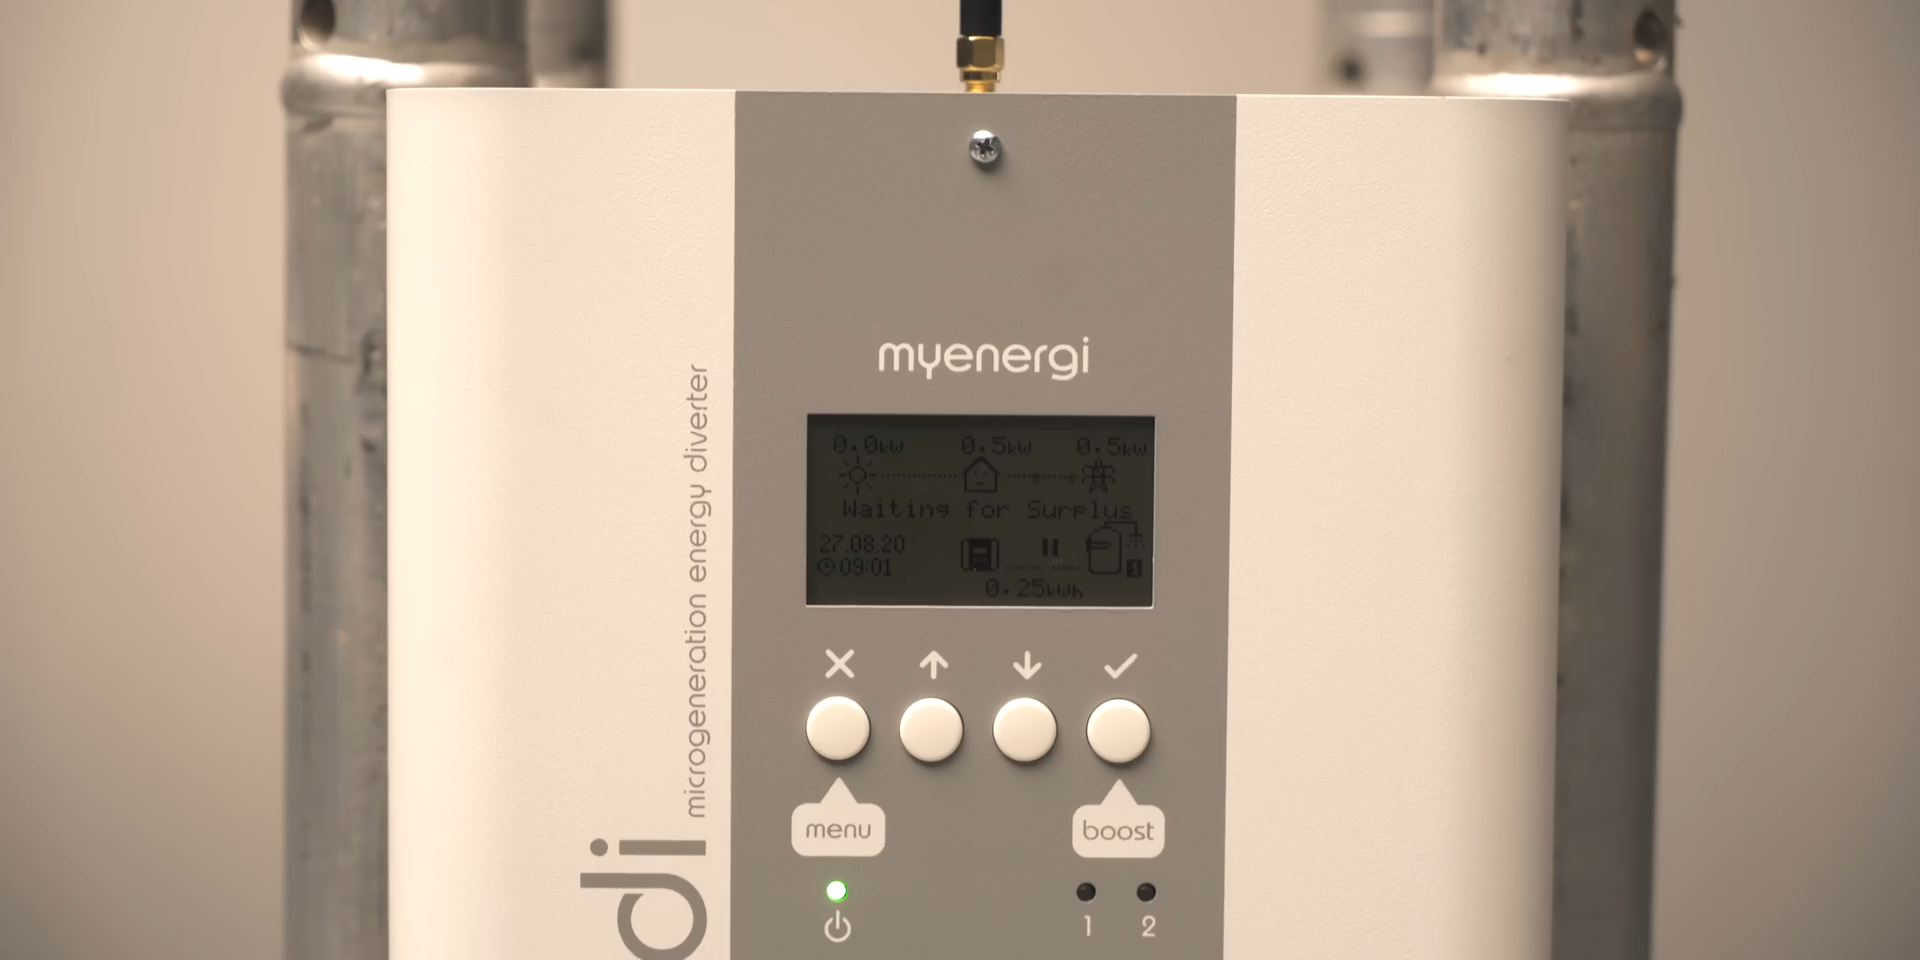 myenergi
0.0kW 0.5kW 0.5kW
Waiting for Surplus
27.08.20
09:01
1
0.25kWh
menu
boost
1 2
di microgeneration energy diverter